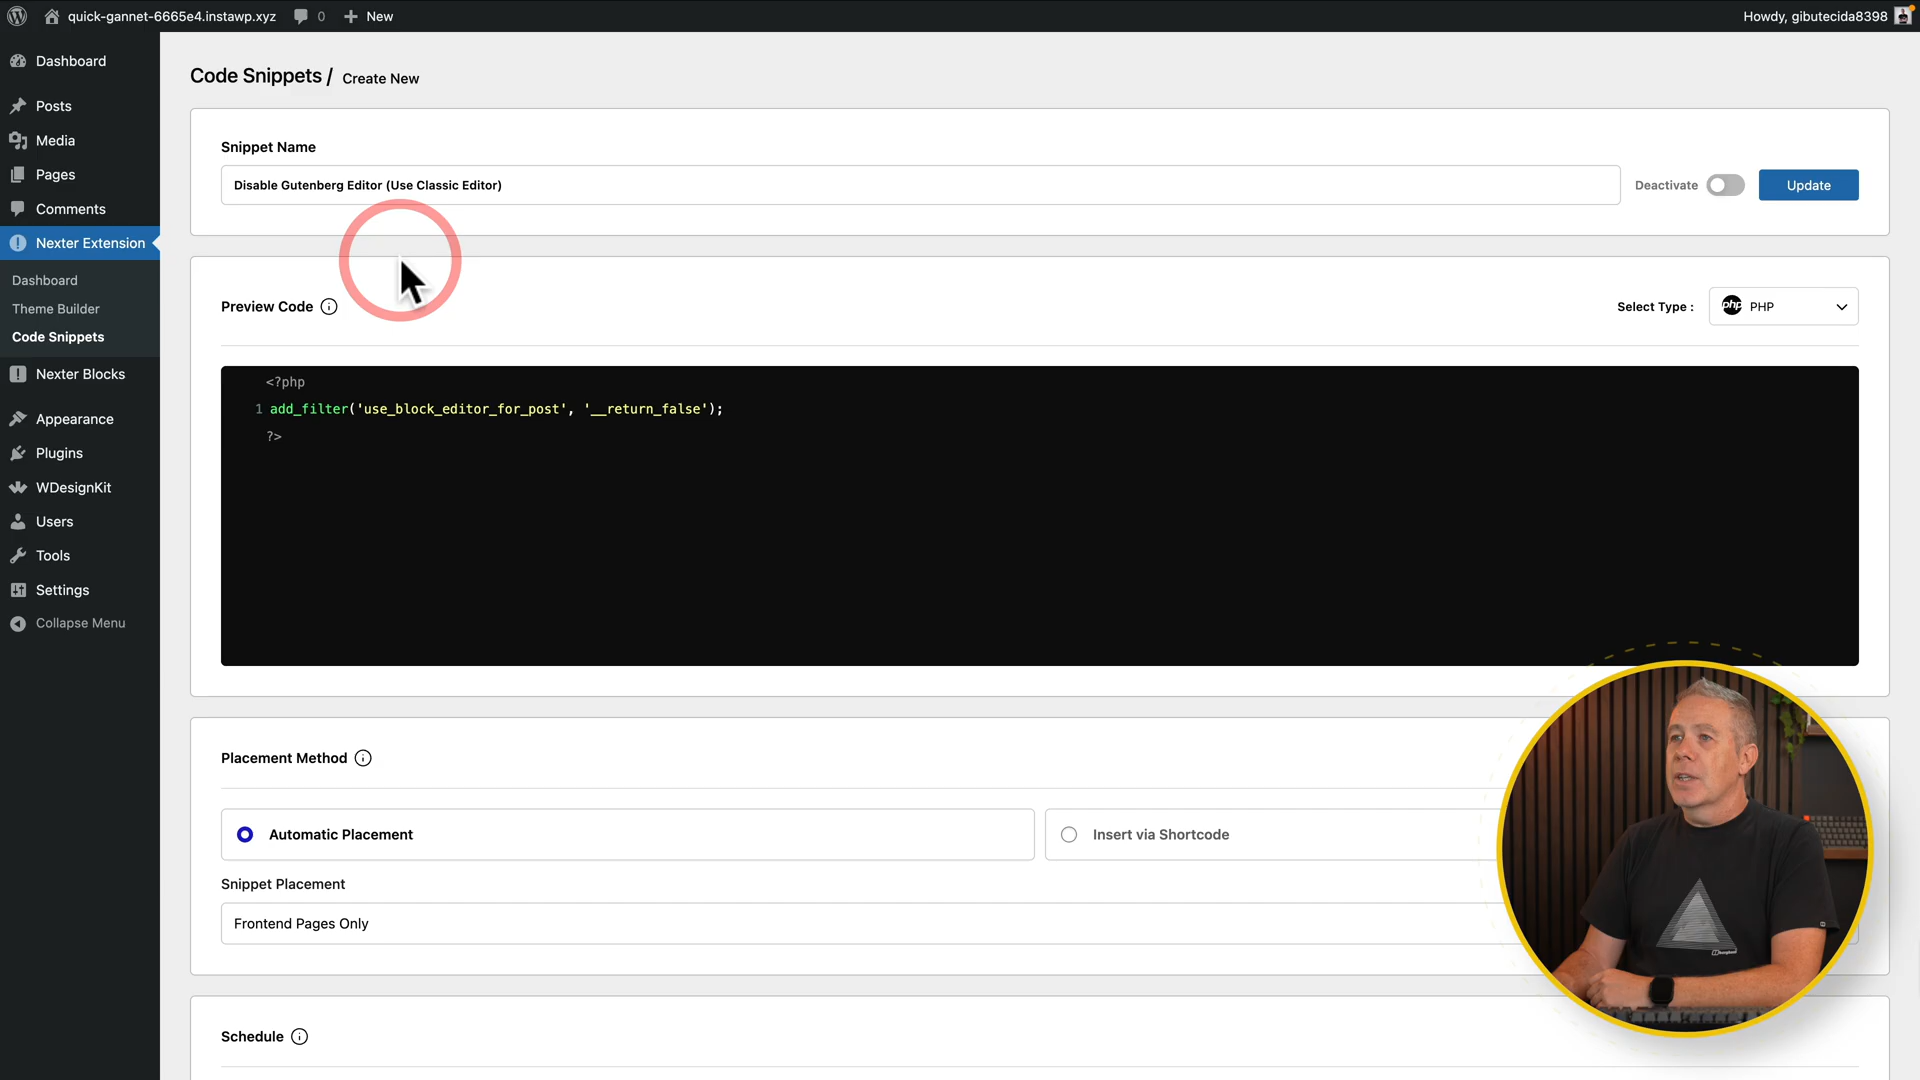 quick-gannet-6665e4.instawp.xyz
0
New
Howdy, gibutecida8398
Dashboard
Posts
Media
Pages
Comments
Nexter Extension
Dashboard
Theme Builder
Code Snippets
Nexter Blocks
Appearance
Plugins
WDesignKit
Users
Tools
Settings
Collapse Menu
Code Snippets / Create New
Snippet Name
Disable Gutenberg Editor (Use Classic Editor)
Deactivate
Update
Preview Code
Select Type :
php PHP
<?php
1 add_filter('use_block_editor_for_post', '__return_false');
?>
Placement Method
Automatic Placement
Insert via Shortcode
Snippet Placement
Frontend Pages Only
Schedule